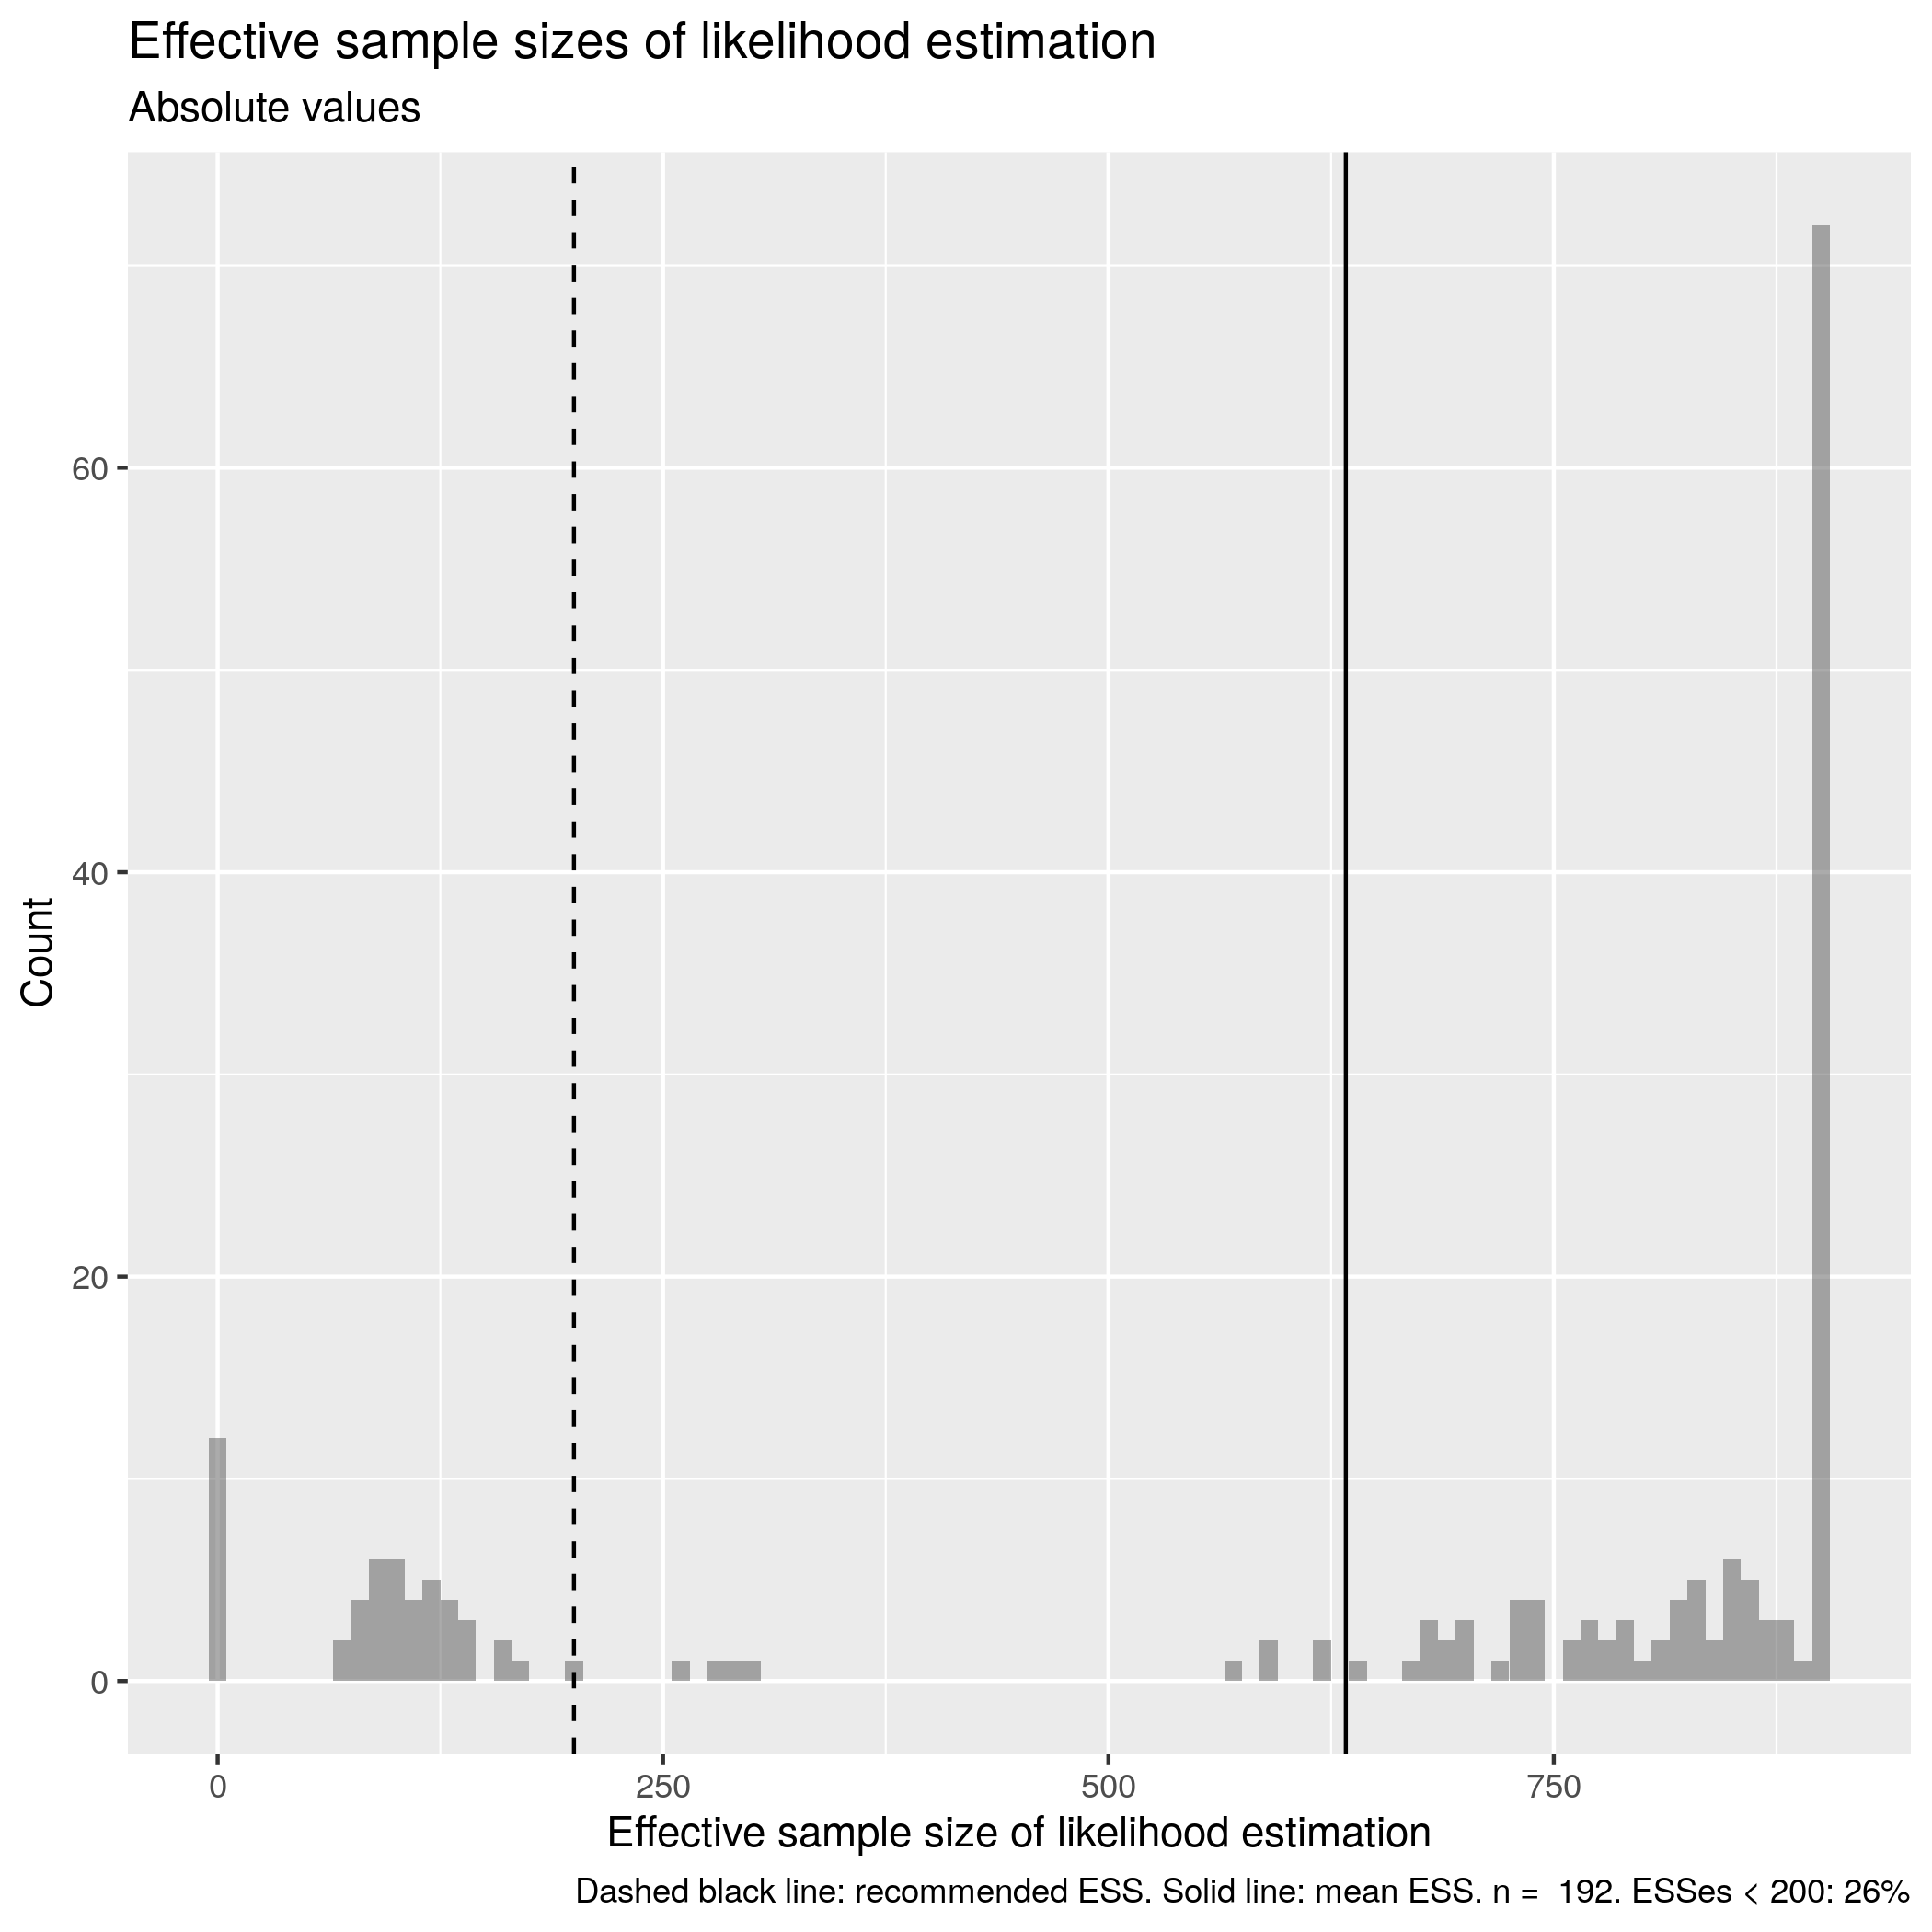 Effective sample sizes of likelihood estimation
Absolute values
Count
60
40
20
0
0 250 500 750
Effective sample size of likelihood estimation
Dashed black line: recommended ESS. Solid line: mean ESS. n =  192. ESSes < 200: 26%